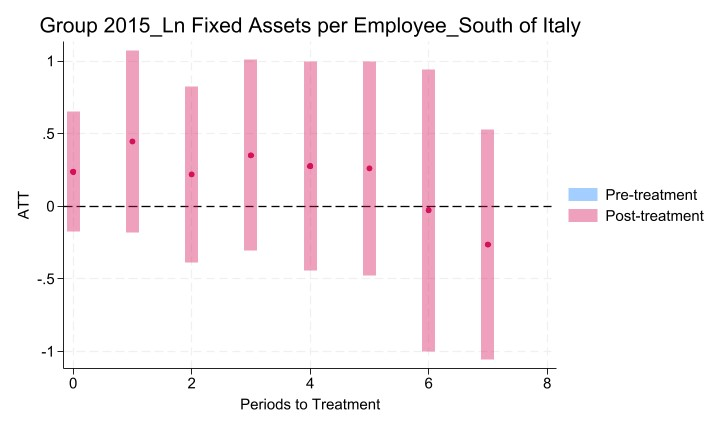 Group 2015_Ln Fixed Assets per Employee_South of Italy
1
.5
0
-.5
-1
ATT
0 2 4 6 8
Periods to Treatment
Pre-treatment
Post-treatment